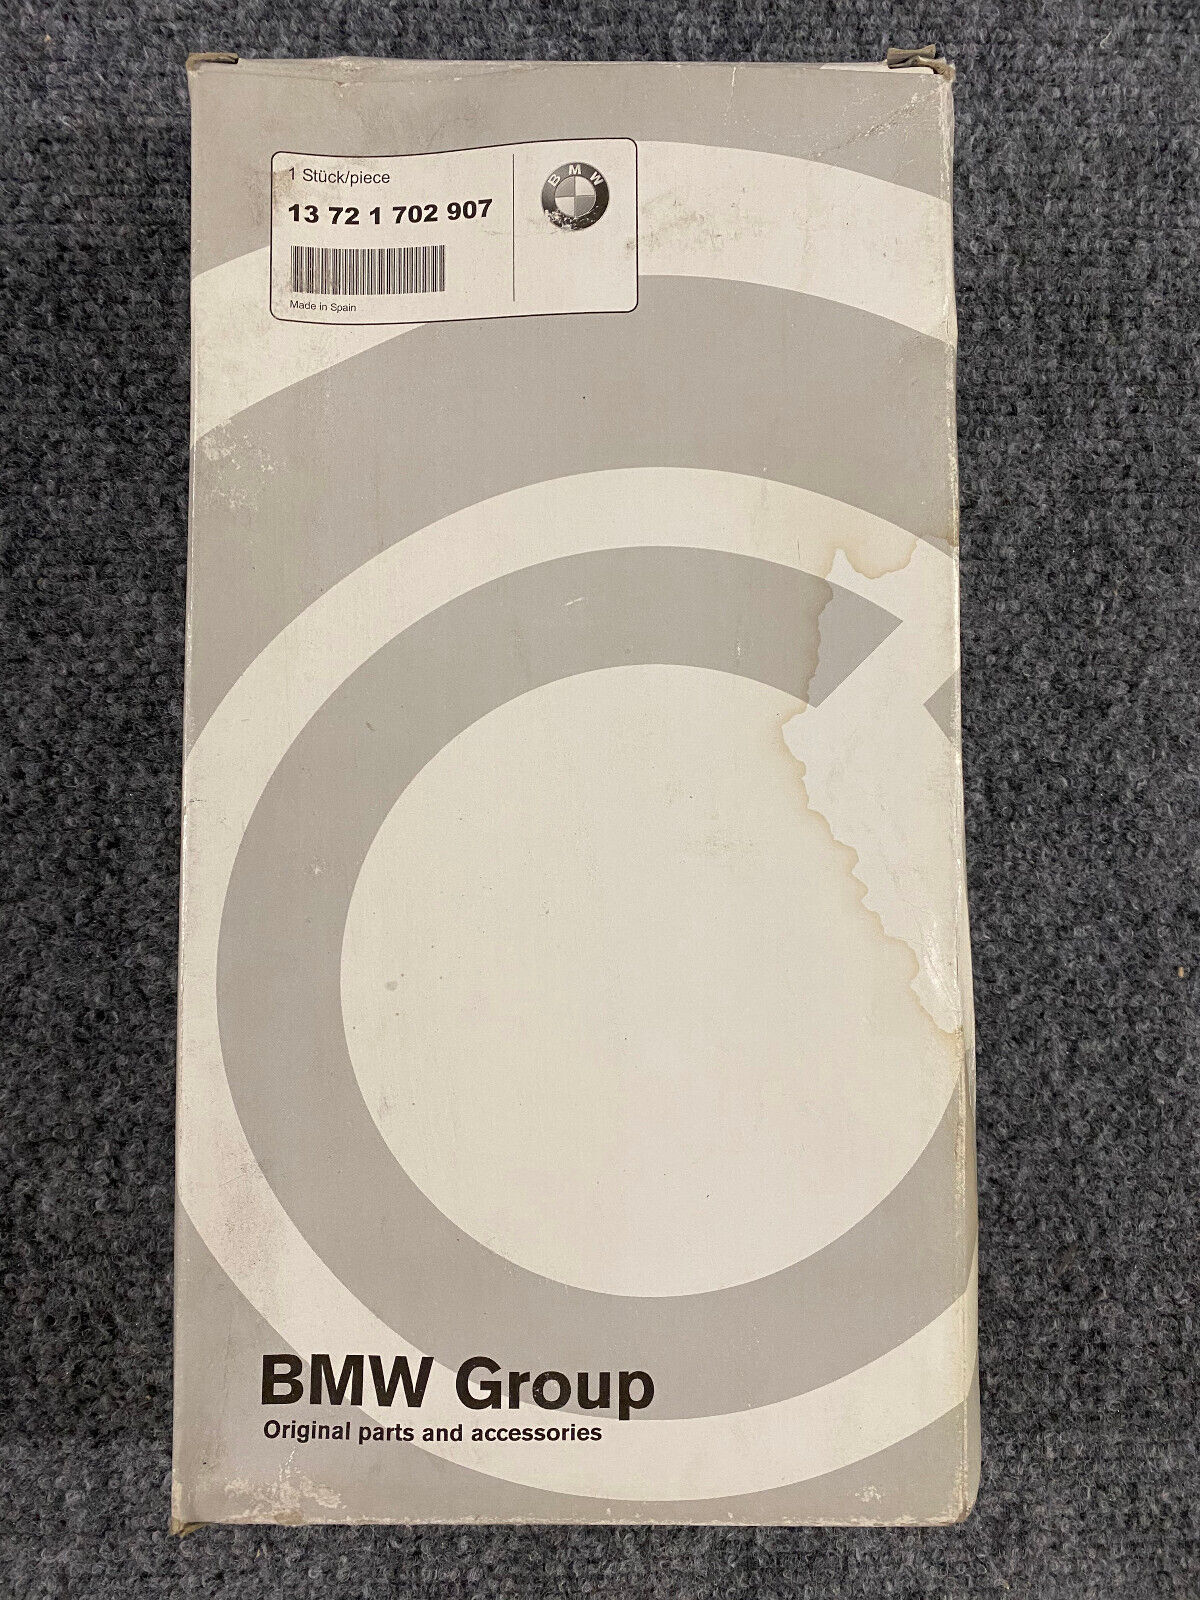 1 Stück/piece
13 72 1 702 907
Made in Spain
BMW
BMW Group
Original parts and accessories